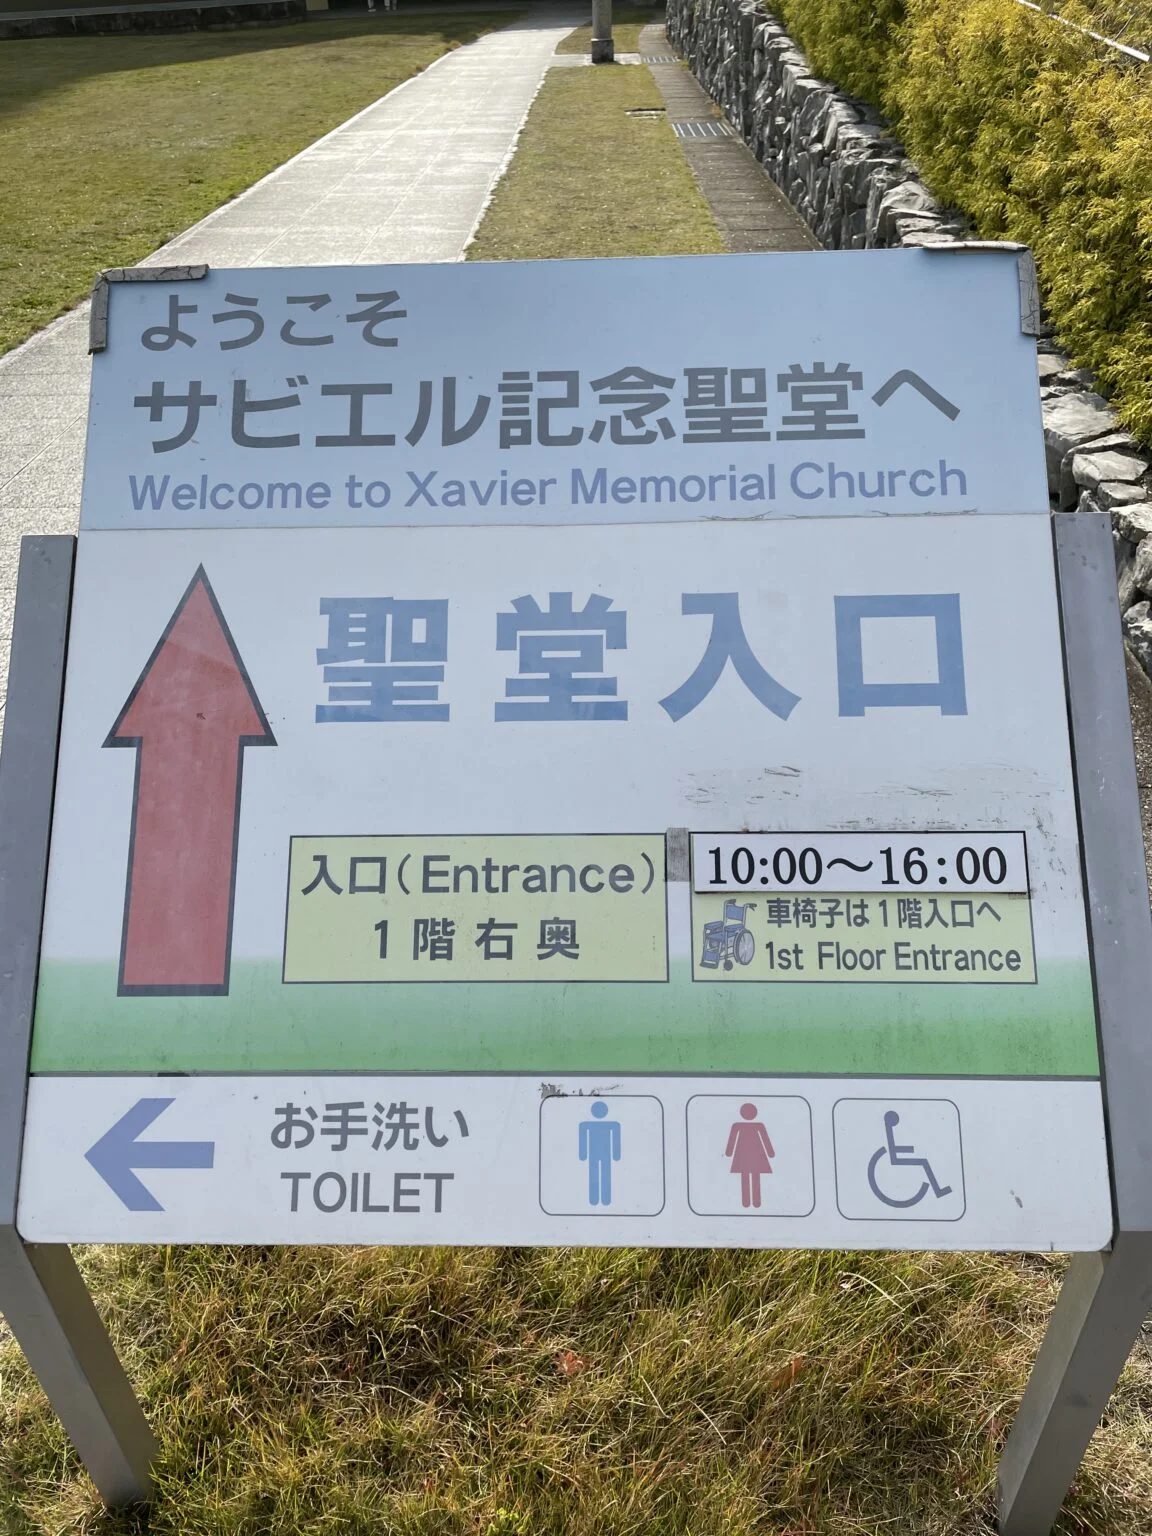 ようこそ
サビエル記念聖堂へ
Welcome to Xavier Memorial Church
聖堂入口
入口(Entrance)
1階右奥
10:00～16:00
車椅子は1階入口へ
1st Floor Entrance
お手洗い
TOILET